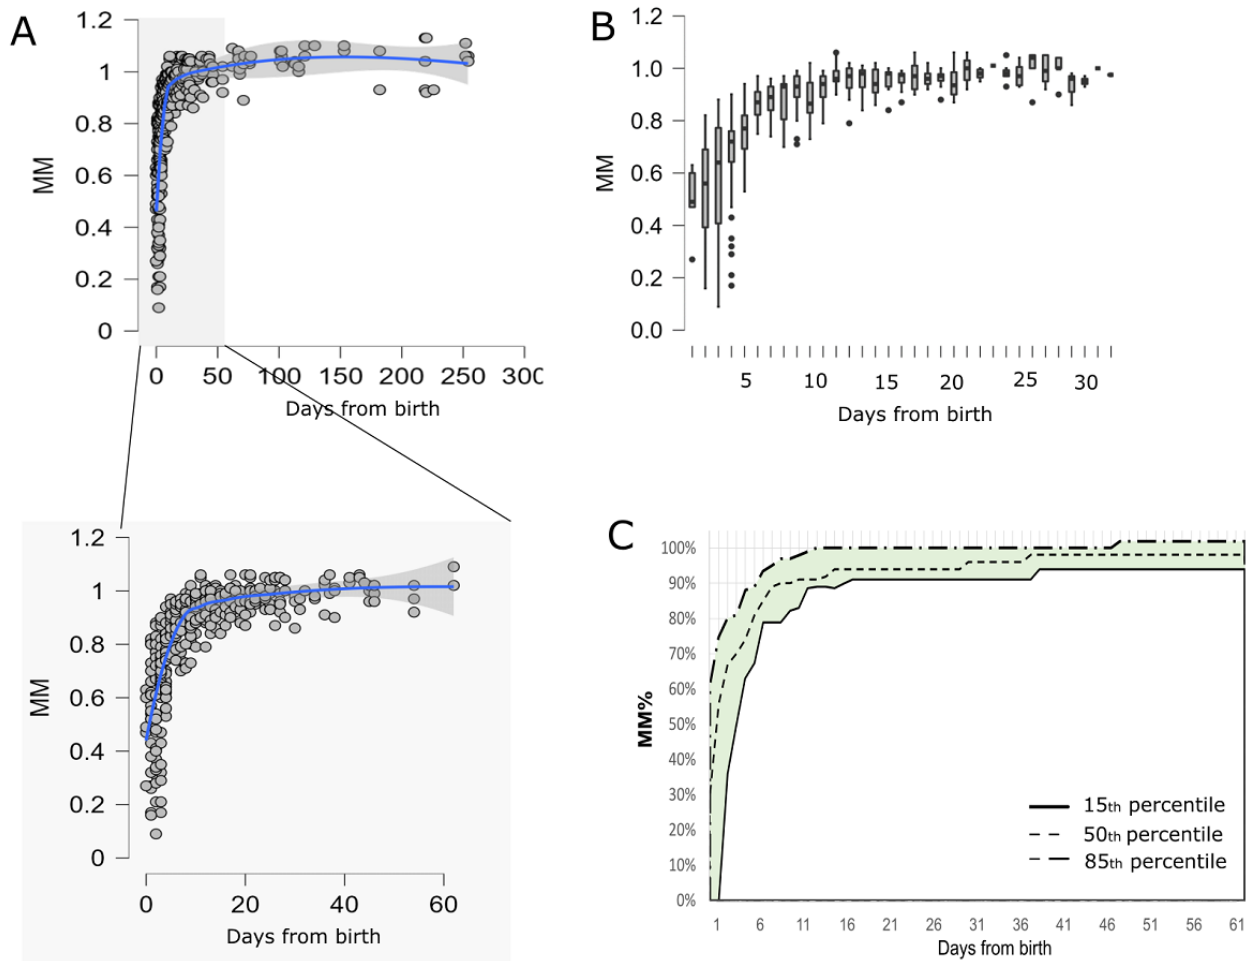 A
1.2
1
0.8
0.6
0.4
0.2
0
MM
0 50 100 150 200 250 300
Days from birth
B
1.2
1.0
0.8
0.6
0.4
0.2
0.0
MM
5 10 15 20 25 30
Days from birth
1.2
1
0.8
0.6
0.4
0.2
0
MM
0 20 40 60
Days from birth
C
100%
90%
80%
70%
60%
50%
40%
30%
20%
10%
0%
MM%
15th percentile
50th percentile
85th percentile
1 6 11 16 21 26 31 36 41 46 51 56 61
Days from birth